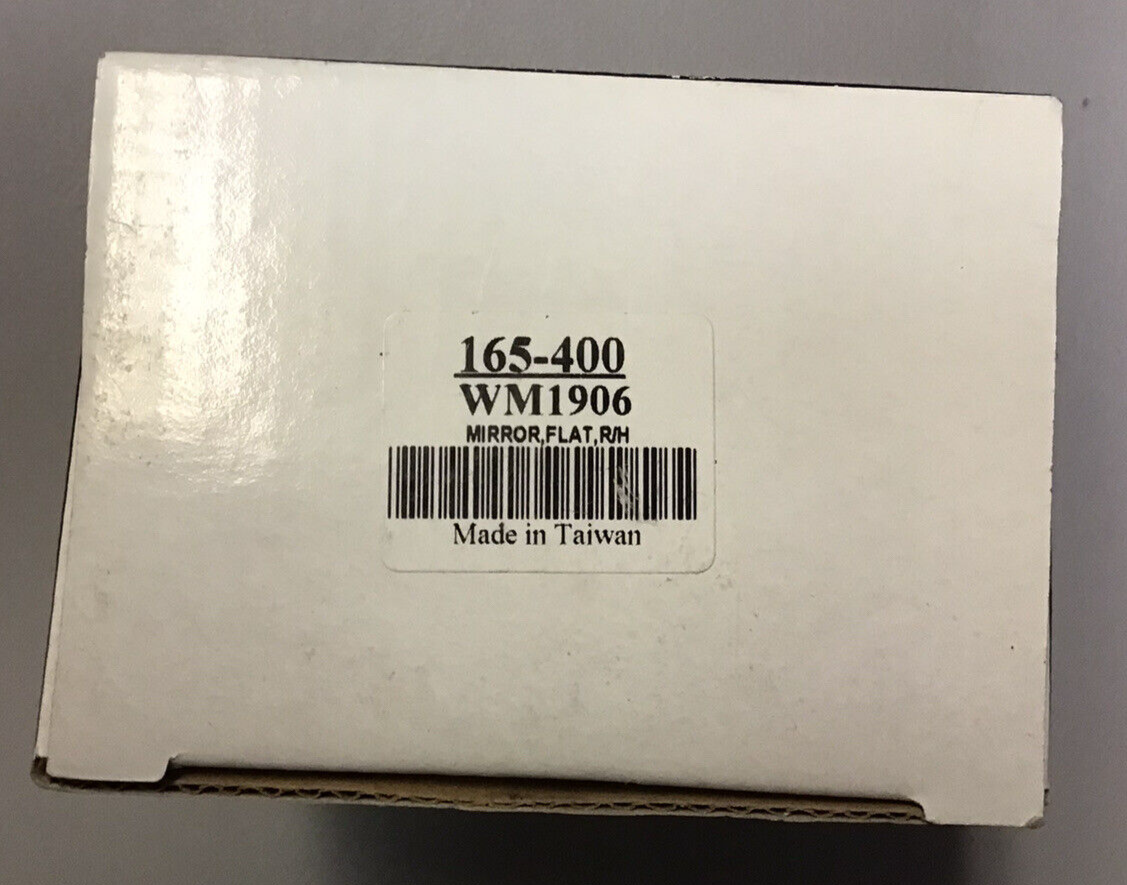 165-400
WM1906
MIRROR,FLAT,R/H
Made in Taiwan